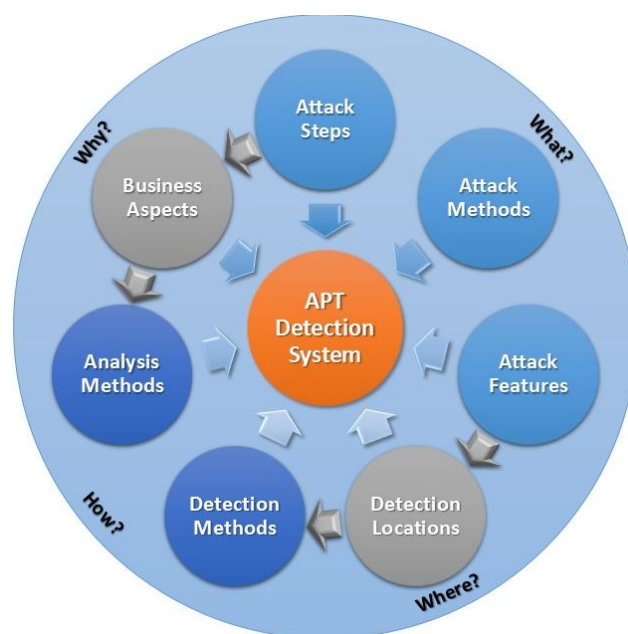 Attack
Steps
What?
Attack
Methods
Attack
Features
Where?
Detection
Locations
Detection
Methods
How?
Analysis
Methods
Why?
Business
Aspects
APT
Detection
System